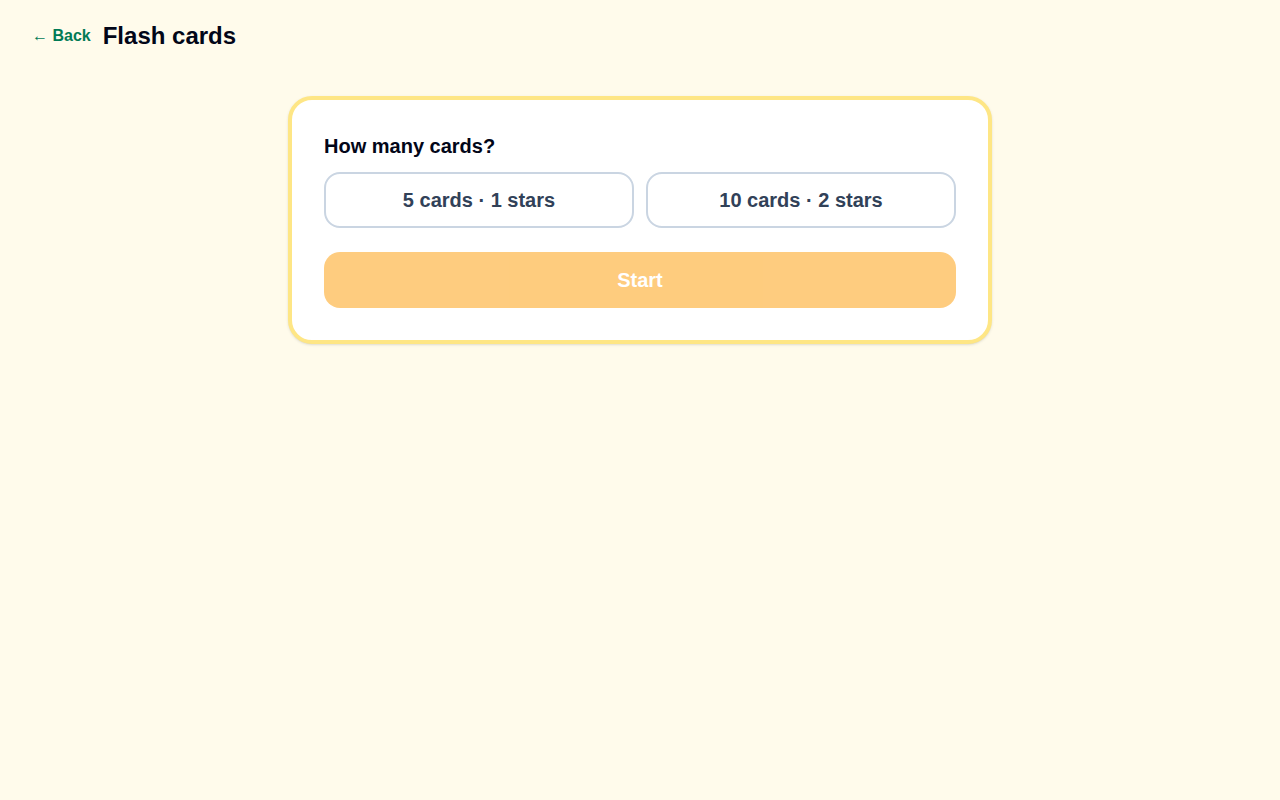 ← Back Flash cards
How many cards?
5 cards · 1 stars
10 cards · 2 stars
Start